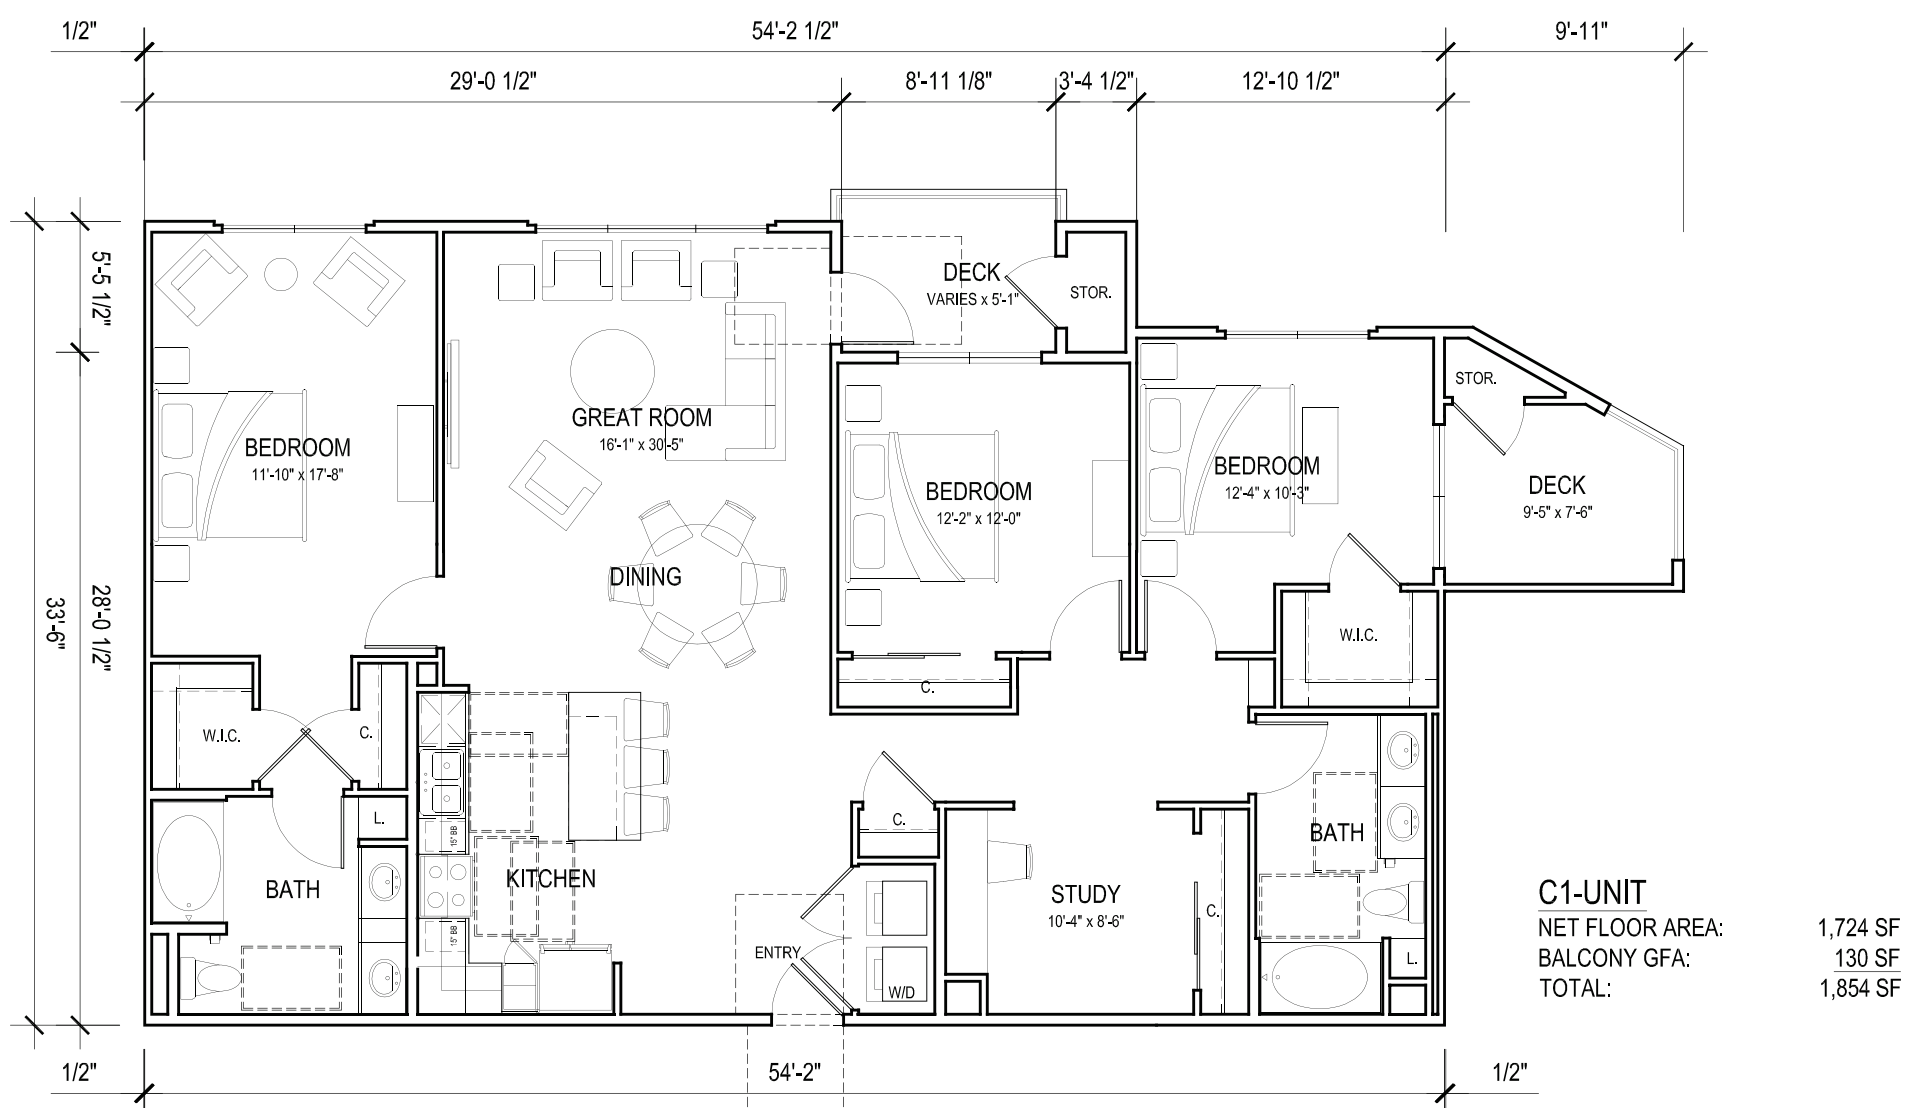 1/2"
54'-2 1/2"
9'-11"
29'-0 1/2"
8'-11 1/8"
3'-4 1/2"
12'-10 1/2"
5'-5 1/2"
28'-0 1/2"
33'-6"
DECK
VARIES x 5'-1"
STOR.
STOR.
GREAT ROOM
16'-1" x 30'-5"
BEDROOM
11'-10" x 17'-8"
BEDROOM
12'-2" x 12'-0"
BEDROOM
12'-4" x 10'-3"
DECK
9'-5" x 7'-6"
DINING
W.I.C.
C.
W.I.C.
C.
L.
C.
15" BB
BATH
BATH
KITCHEN
STUDY
10'-4" x 8'-6"
C.
15" BB
ENTRY
L.
W/D
C1-UNIT
NET FLOOR AREA: 1,724 SF
BALCONY GFA: 130 SF
TOTAL: 1,854 SF
1/2"
54'-2"
1/2"